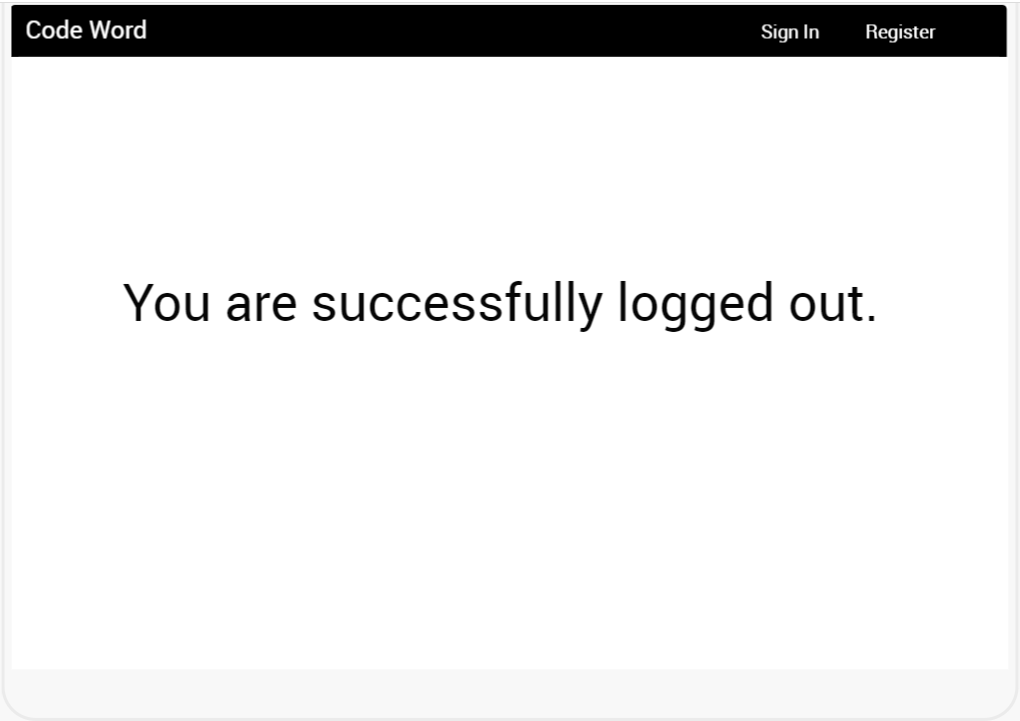 Code Word Sign In Register
You are successfully logged out.